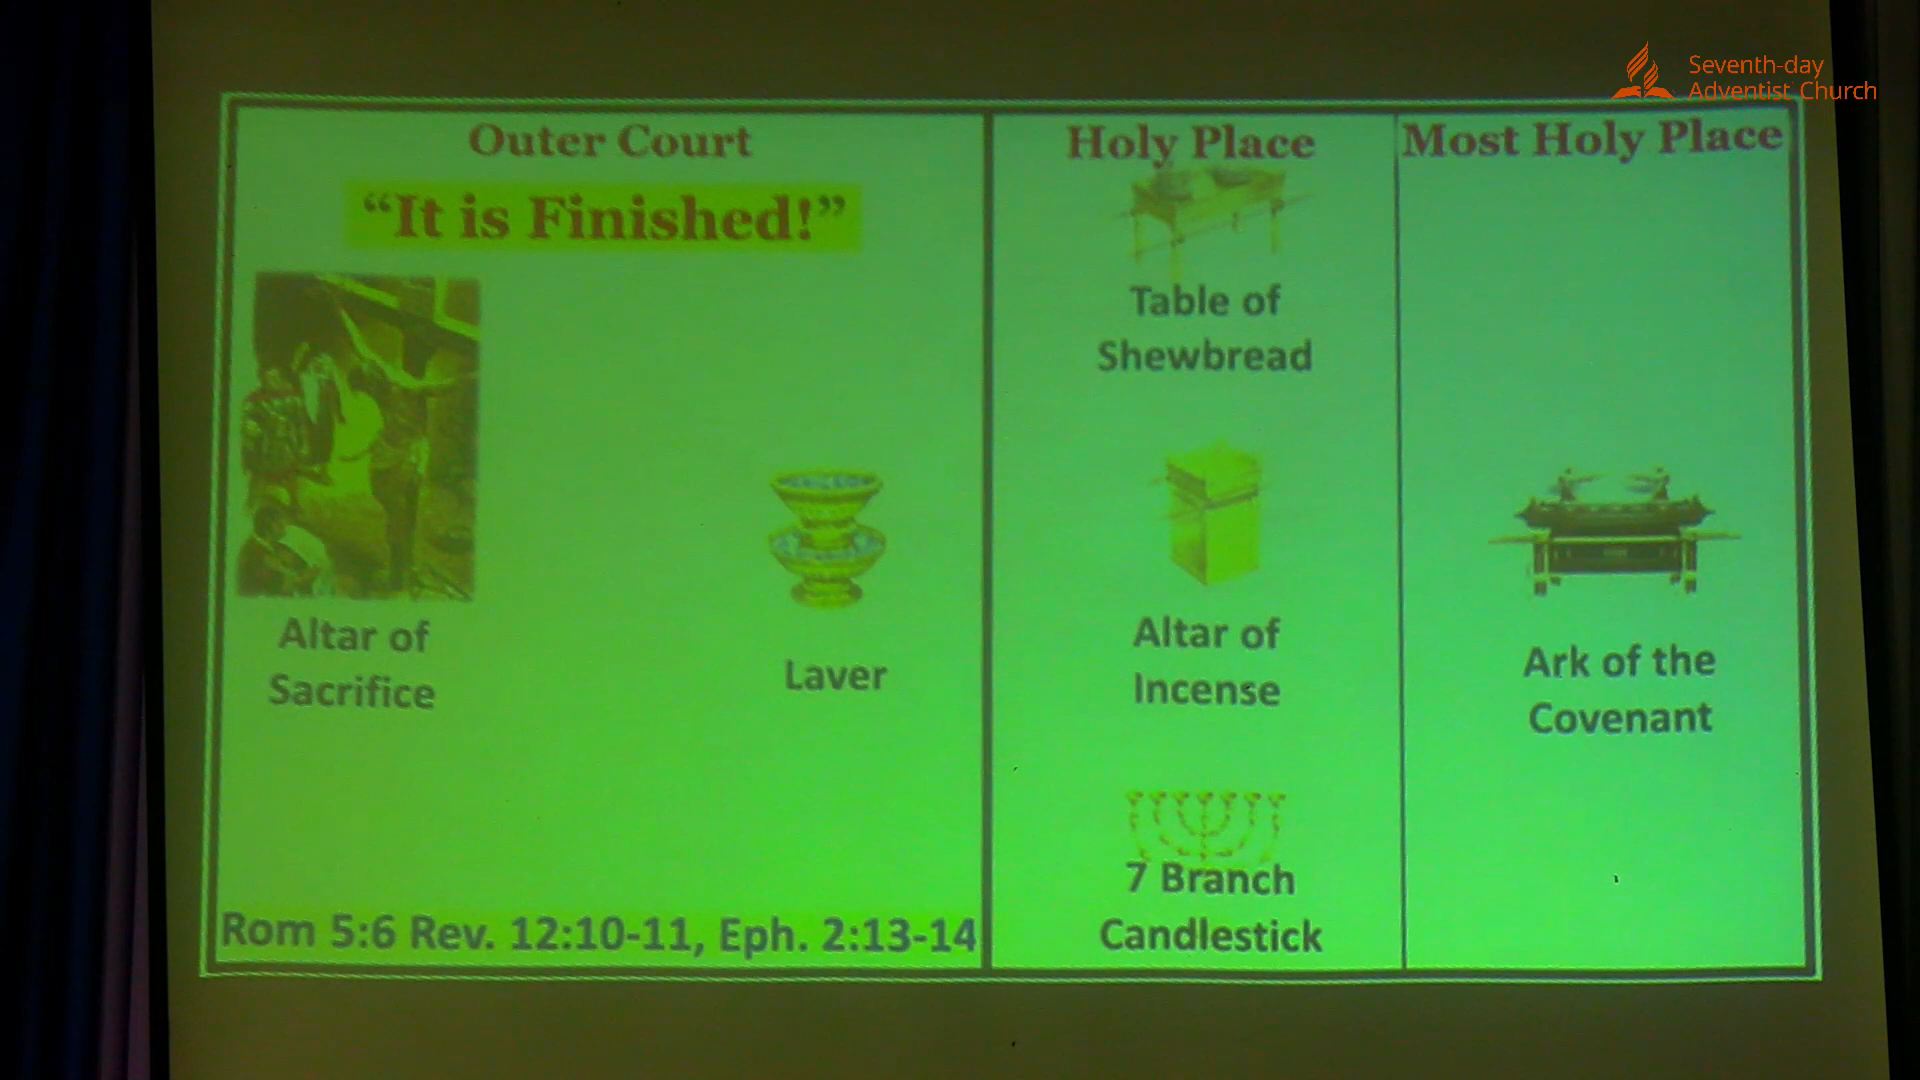 Seventh-day
Adventist Church
Outer Court
“It is Finished!”
Altar of
Sacrifice
Laver
Rom 5:6 Rev. 12:10-11, Eph. 2:13-14
Holy Place
Table of
Shewbread
Altar of
Incense
7 Branch
Candlestick
Most Holy Place
Ark of the
Covenant